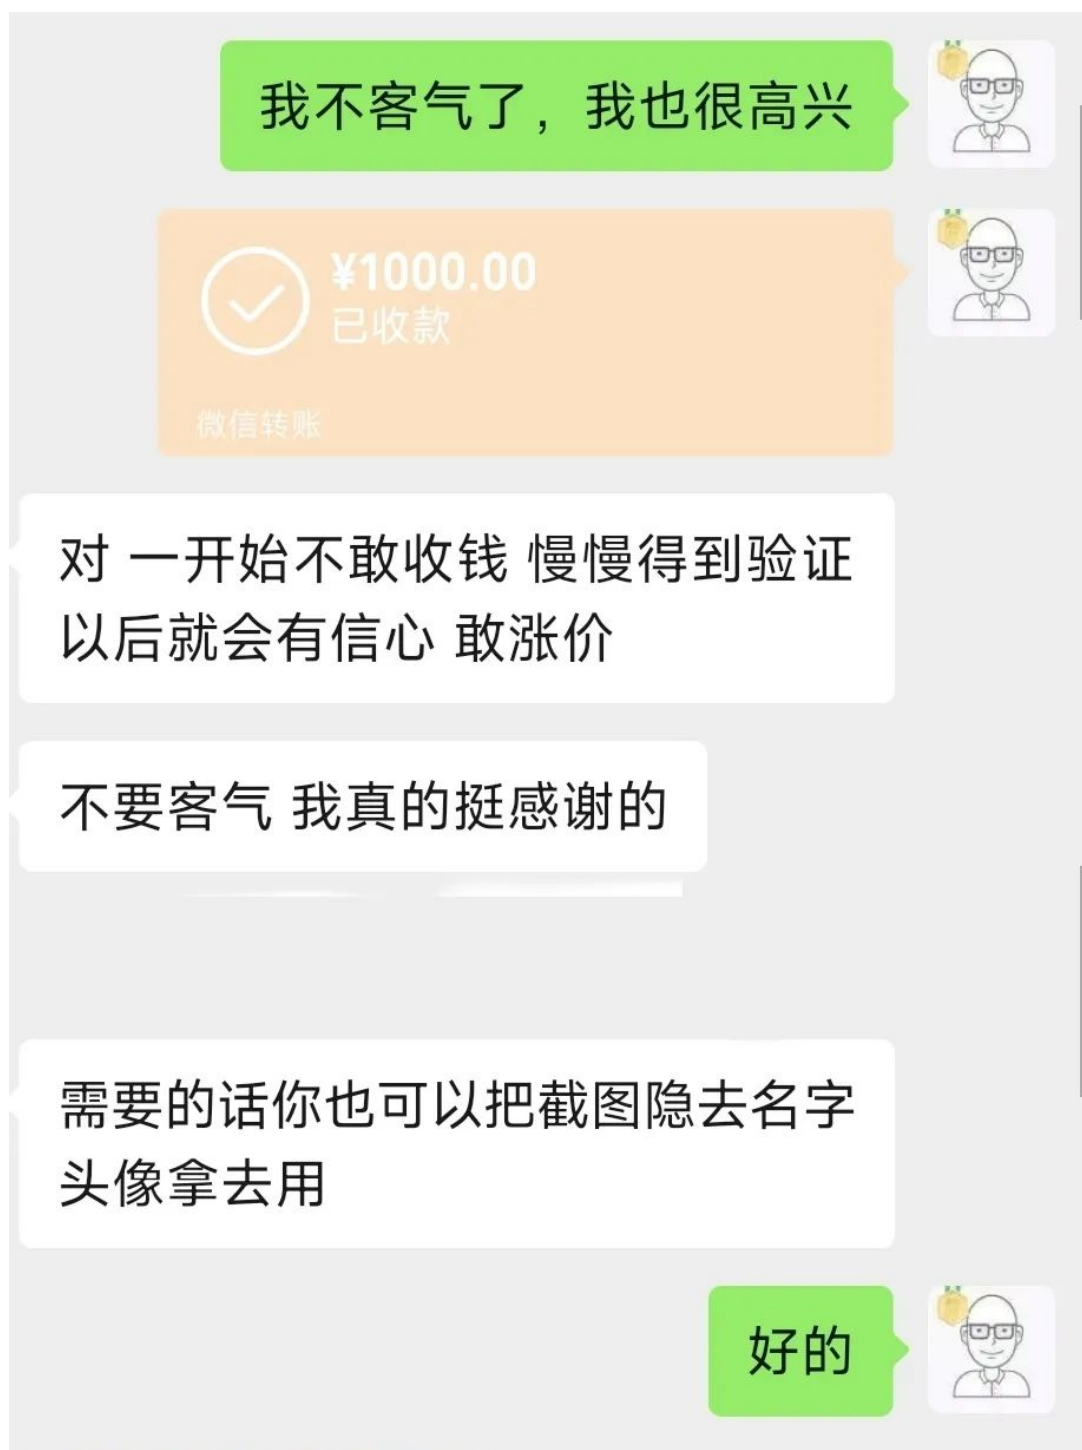 我不客气了，我也很高兴
¥1000.00
已收款
微信转账
对 一开始不敢收钱 慢慢得到验证
以后就会有信心 敢涨价
不要客气 我真的挺感谢的
需要的话你也可以把截图隐去名字
头像拿去用
好的